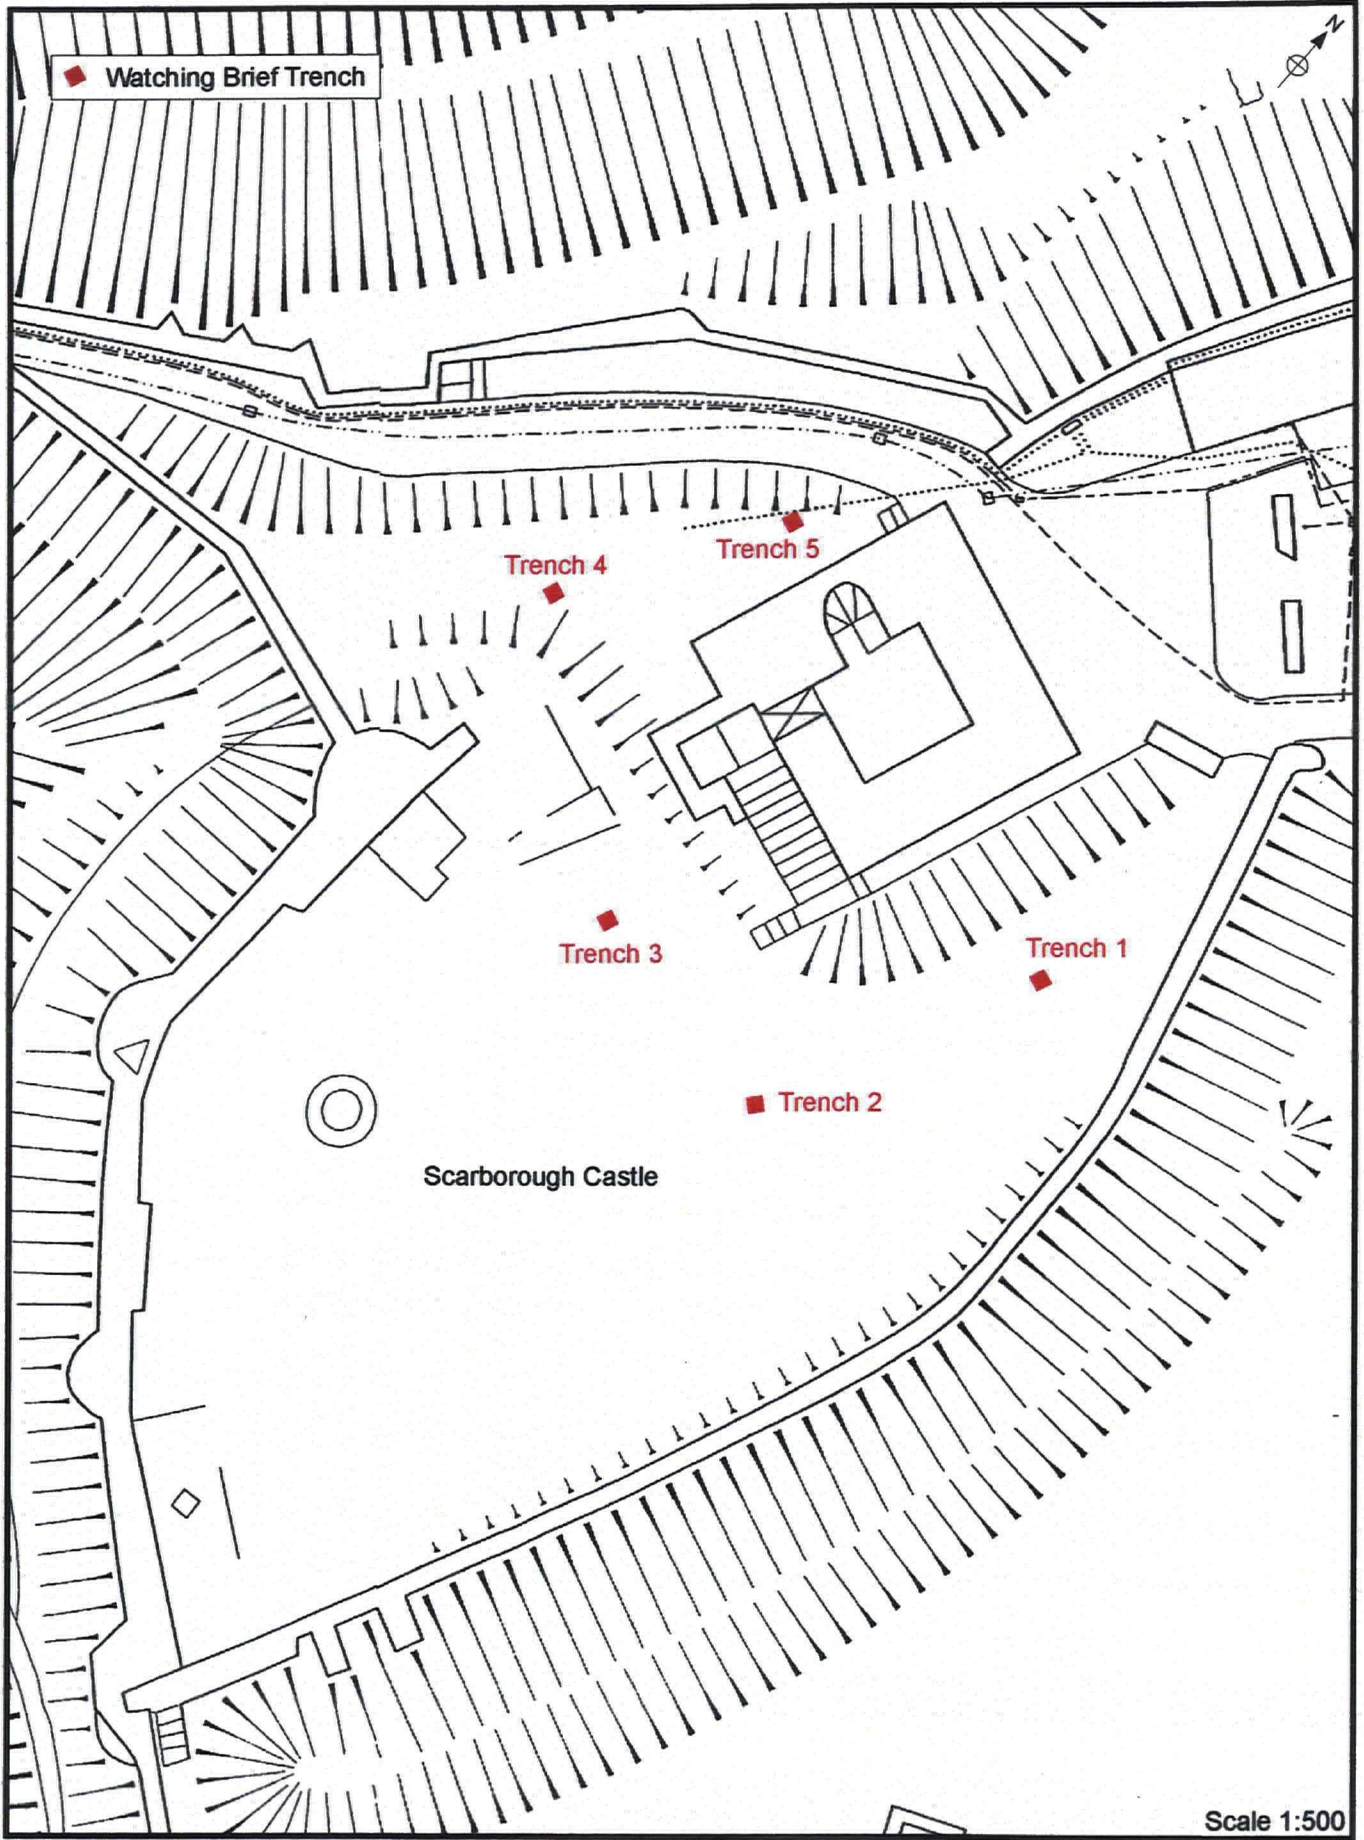 N
Watching Brief Trench
Trench 5
Trench 4
Trench 3
Trench 1
Trench 2
Scarborough Castle
Scale 1:500